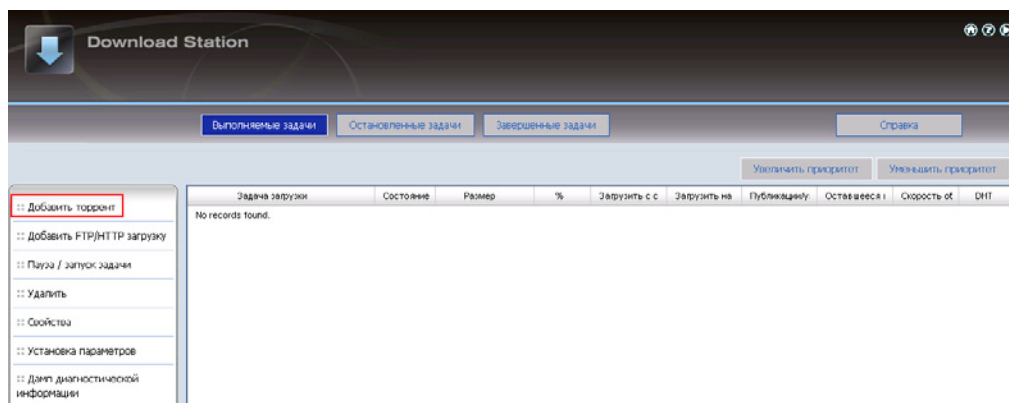 Download Station
Выполняемые задачи Остановленные задачи Завершенные задачи Справка
Увеличить приоритет Уменьшить приоритет
Задача загрузки Состояние Размер % Загрузить с с Загрузить на Публикации/у Оставшееся Скорость об DHT
:: Добавить торрент
No records found.
:: Добавить FTP/HTTP загрузку
:: Пауза / запуск задачи
:: Удалить
:: Свойства
:: Установка параметров
:: Дамп диагностической
информации